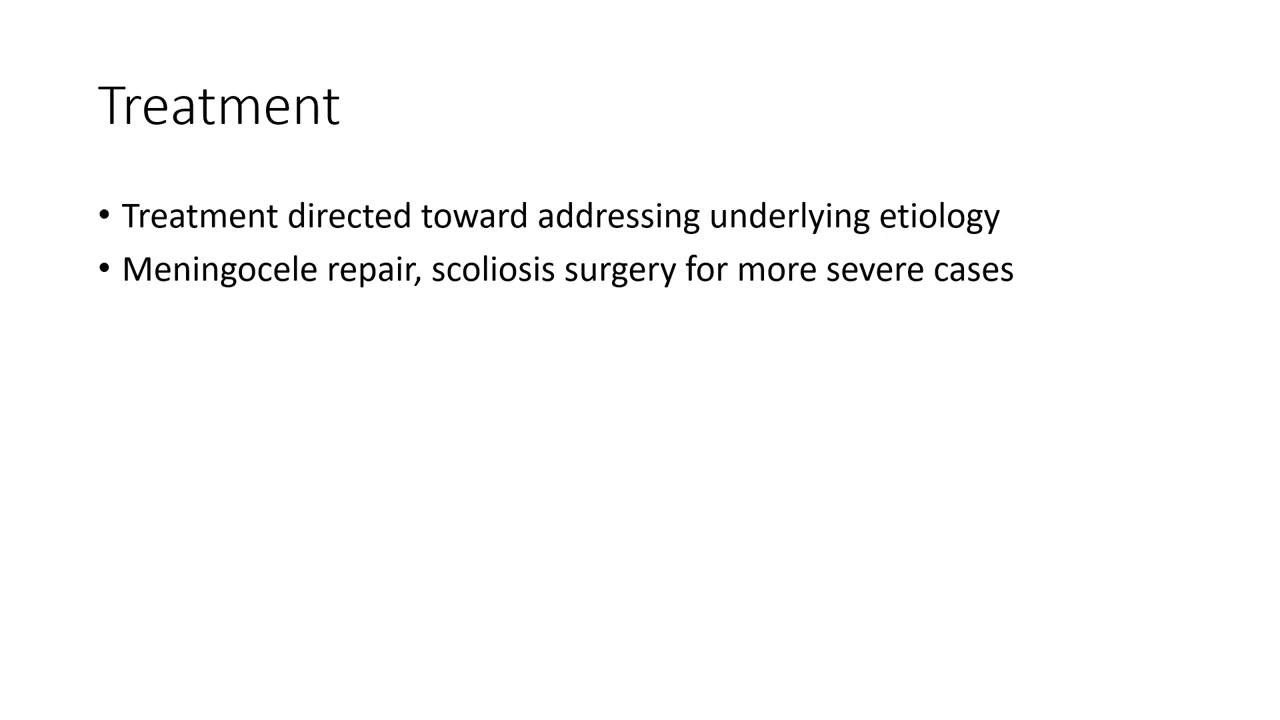 Treatment
• Treatment directed toward addressing underlying etiology
• Meningocele repair, scoliosis surgery for more severe cases